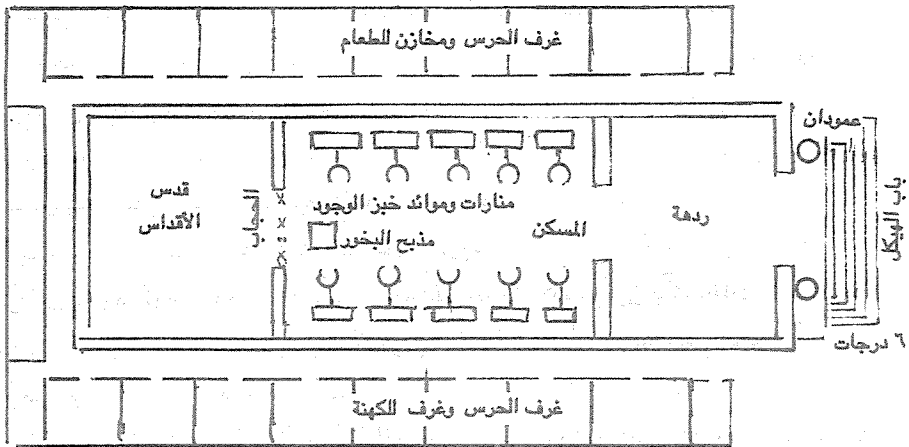 غرف الحرس ومخازن للطعام
عمودان
باب الهيكل
ردهة
المسكن
منارات وموائد خبز الوجود
مذبح البخور
الحجاب
قدس
الأقداس
٦ درجات
غرف الحرس وغرف للكهنة